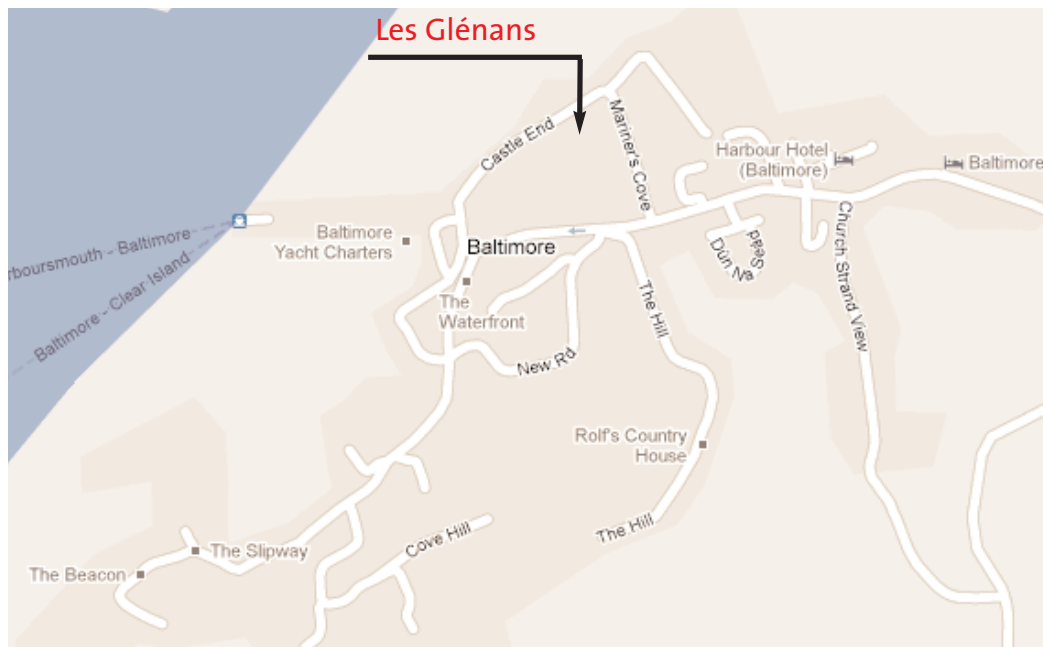 Les Glénans
Castle End
Mariner's Cove
Harbour Hotel
(Baltimore)
Baltimore
rboursmouth - Baltimore
Baltimore
Yacht Charters
Baltimore
Dún Na
Sead
Church Strand View
Baltimore - Clear Island
The
Waterfront
The Hill
New Rd
Rolf's Country
House
The Hill
Cove Hill
The Slipway
The Beacon